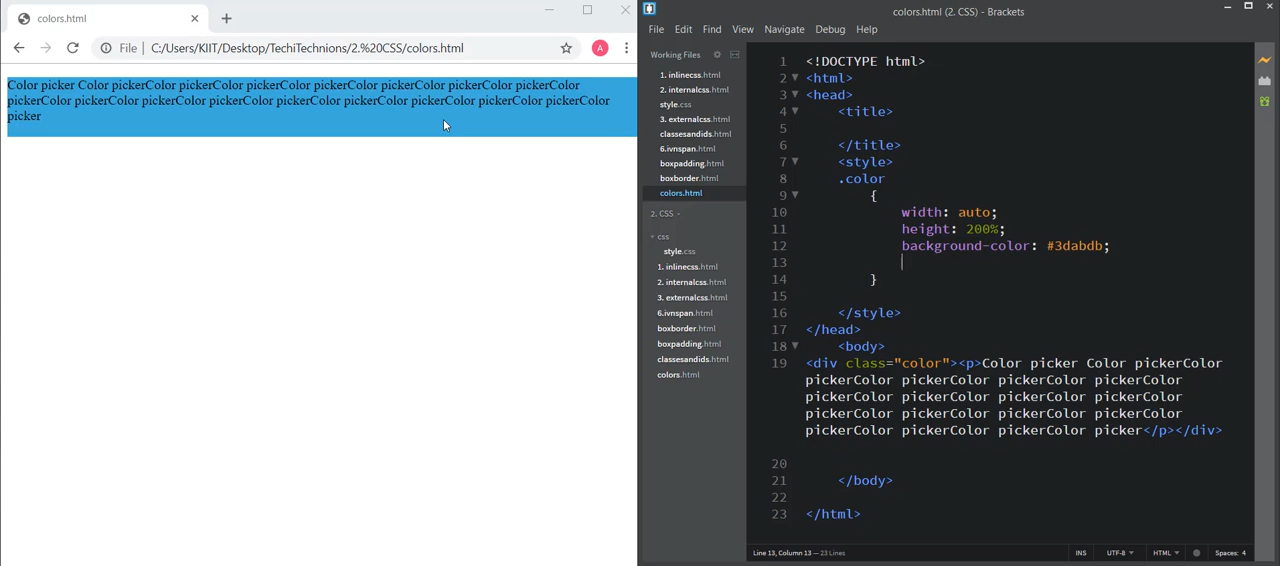 colors.html
File
C:/Users/KIIT/Desktop/TechiTechnions/2.%20CSS/colors.html
A
Color picker Color pickerColor pickerColor pickerColor pickerColor pickerColor pickerColor pickerColor
pickerColor pickerColor pickerColor pickerColor pickerColor pickerColor pickerColor pickerColor pickerColor
picker
colors.html (2. CSS) - Brackets
File Edit Find View Navigate Debug Help
Working Files
1. inlinecss.html
2. internalcss.html
style.css
3. externalcss.html
classesandids.html
6.ivnspan.html
boxpadding.html
boxborder.html
colors.html
2. CSS
css
style.css
1. inlinecss.html
2. internalcss.html
3. externalcss.html
6.ivnspan.html
boxborder.html
boxpadding.html
classesandids.html
colors.html
1 <!DOCTYPE html>
2 <html>
3 <head>
4 <title>
5
6 </title>
7 <style>
8 .color
9 {
10 width: auto;
11 height: 200%;
12 background-color: #3dabdb;
13
14 }
15
16 </style>
17 </head>
18 <body>
19 <div class="color"><p>Color picker Color pickerColor
pickerColor pickerColor pickerColor pickerColor
pickerColor pickerColor pickerColor pickerColor
pickerColor pickerColor pickerColor pickerColor
pickerColor pickerColor pickerColor picker</p></div>
20
21 </body>
22
23 </html>
Line 13, Column 13 — 23 Lines
INS UTF-8 HTML Spaces: 4